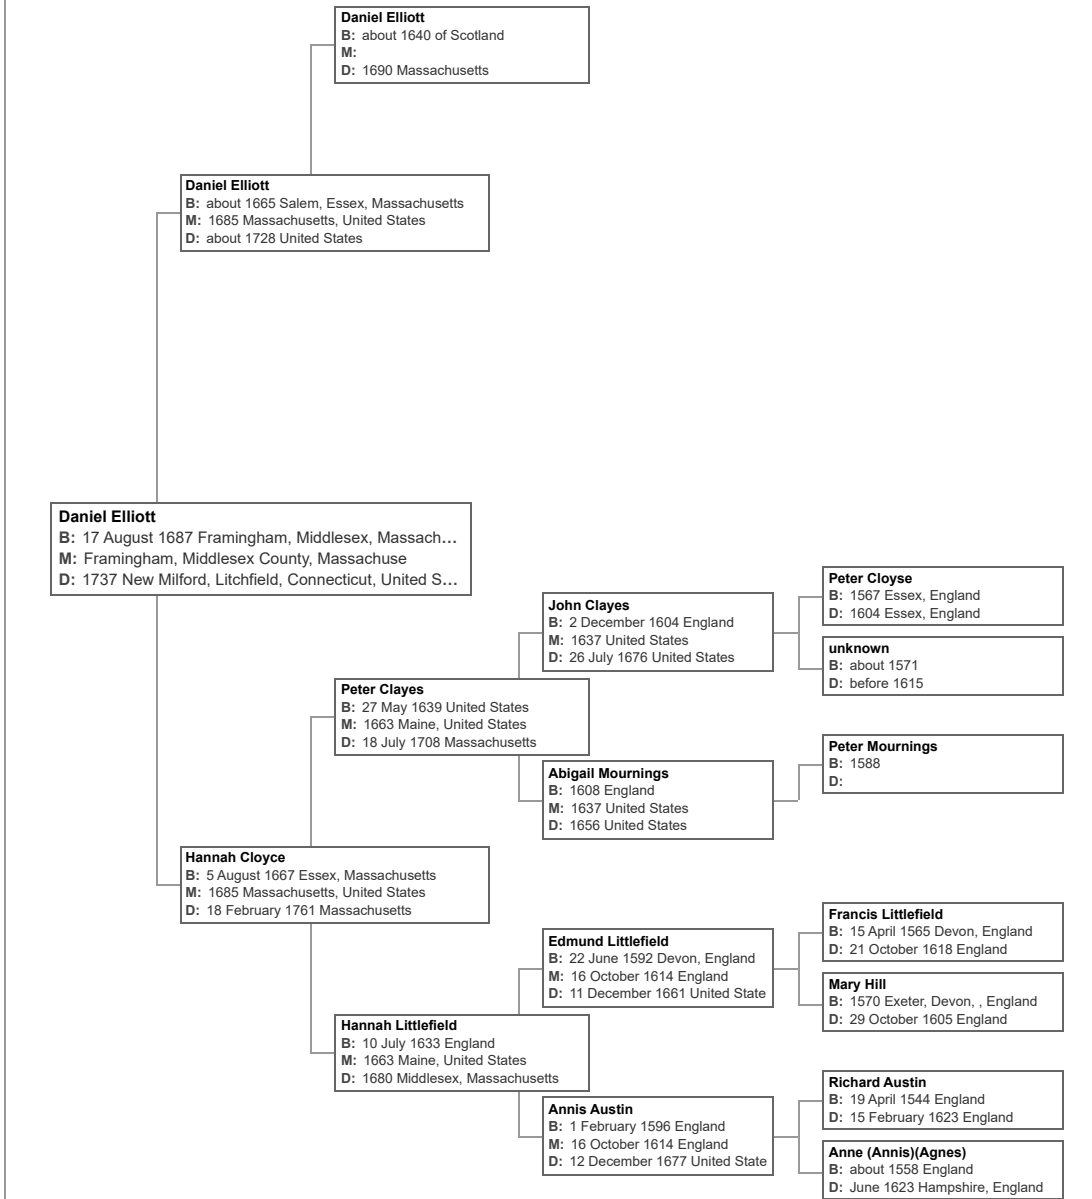 Daniel Elliott
B: about 1640 of Scotland
M:
D: 1690 Massachusetts
Daniel Elliott
B: about 1665 Salem, Essex, Massachusetts
M: 1685 Massachusetts, United States
D: about 1728 United States
Daniel Elliott
B: 17 August 1687 Framingham, Middlesex, Massach...
M: Framingham, Middlesex County, Massachuse
D: 1737 New Milford, Litchfield, Connecticut, United S...
Peter Cloyse
B: 1567 Essex, England
D: 1604 Essex, England
John Clayes
B: 2 December 1604 England
M: 1637 United States
D: 26 July 1676 United States
unknown
B: about 1571
D: before 1615
Peter Clayes
B: 27 May 1639 United States
M: 1663 Maine, United States
D: 18 July 1708 Massachusetts
Peter Mournings
B: 1588
D:
Abigail Mournings
B: 1608 England
M: 1637 United States
D: 1656 United States
Hannah Cloyce
B: 5 August 1667 Essex, Massachusetts
M: 1685 Massachusetts, United States
D: 18 February 1761 Massachusetts
Francis Littlefield
B: 15 April 1565 Devon, England
D: 21 October 1618 England
Edmund Littlefield
B: 22 June 1592 Devon, England
M: 16 October 1614 England
D: 11 December 1661 United State
Mary Hill
B: 1570 Exeter, Devon, , England
D: 29 October 1605 England
Hannah Littlefield
B: 10 July 1633 England
M: 1663 Maine, United States
D: 1680 Middlesex, Massachusetts
Richard Austin
B: 19 April 1544 England
D: 15 February 1623 England
Annis Austin
B: 1 February 1596 England
M: 16 October 1614 England
D: 12 December 1677 United State
Anne (Annis)(Agnes)
B: about 1558 England
D: June 1623 Hampshire, England